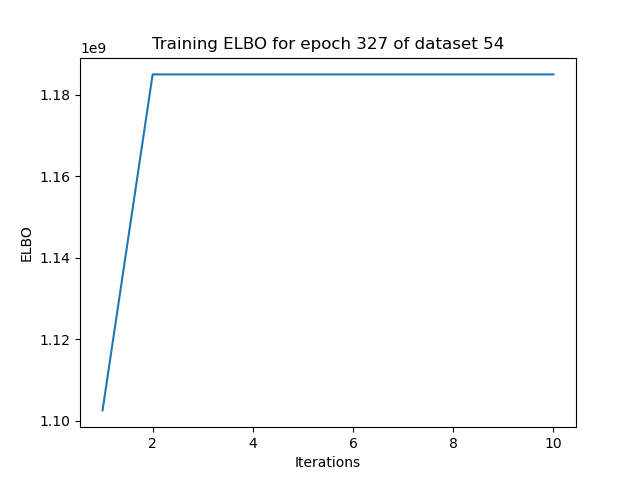 Training ELBO for epoch 327 of dataset 54
1e9
1.18
1.16
1.14
1.12
1.10
ELBO
2 4 6 8 10
Iterations